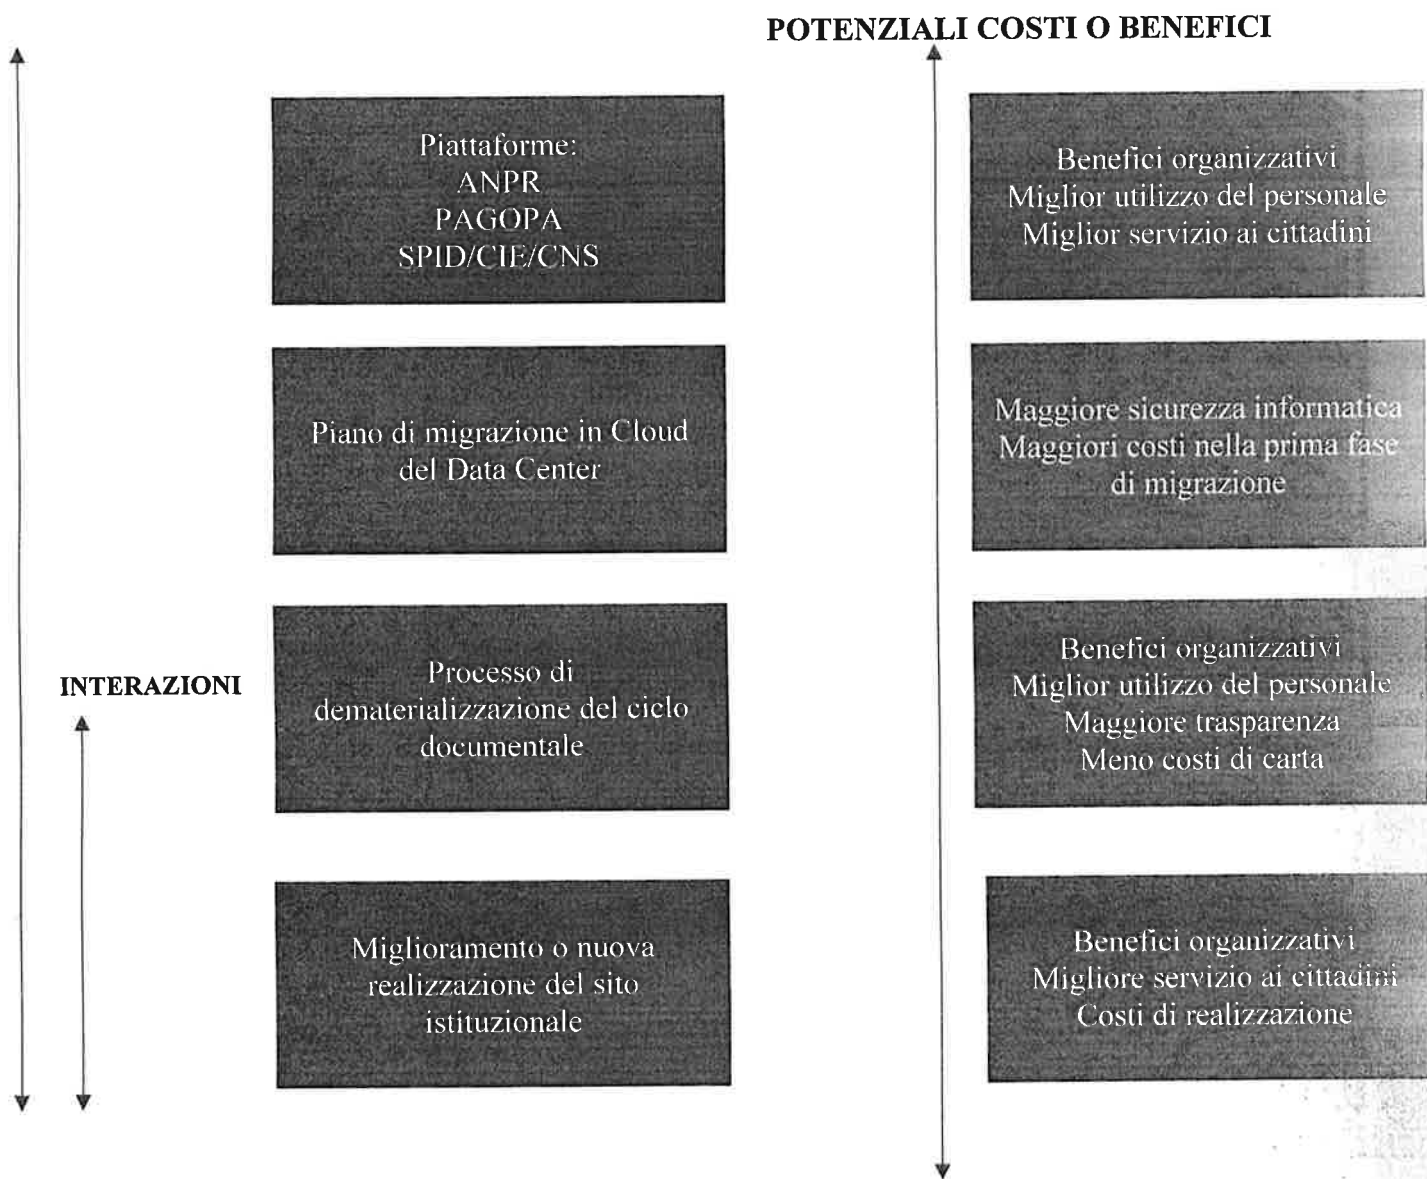 POTENZIALI COSTI O BENEFICI
Piattaforme:
ANPR
PAGOPA
SPID/CIE/CNS
Benefici organizzativi
Miglior utilizzo del personale
Miglior servizio ai cittadini
Piano di migrazione in Cloud
del Data Center
Maggiore sicurezza informatica
Maggiori costi nella prima fase
di migrazione
INTERAZIONI
Processo di
dematerializzazione del ciclo
documentale
Benefici organizzativi
Miglior utilizzo del personale
Maggiore trasparenza
Meno costi di carta
Miglioramento o nuova
realizzazione del sito
istituzionale
Benefici organizzativi
Migliore servizio ai cittadini
Costi di realizzazione